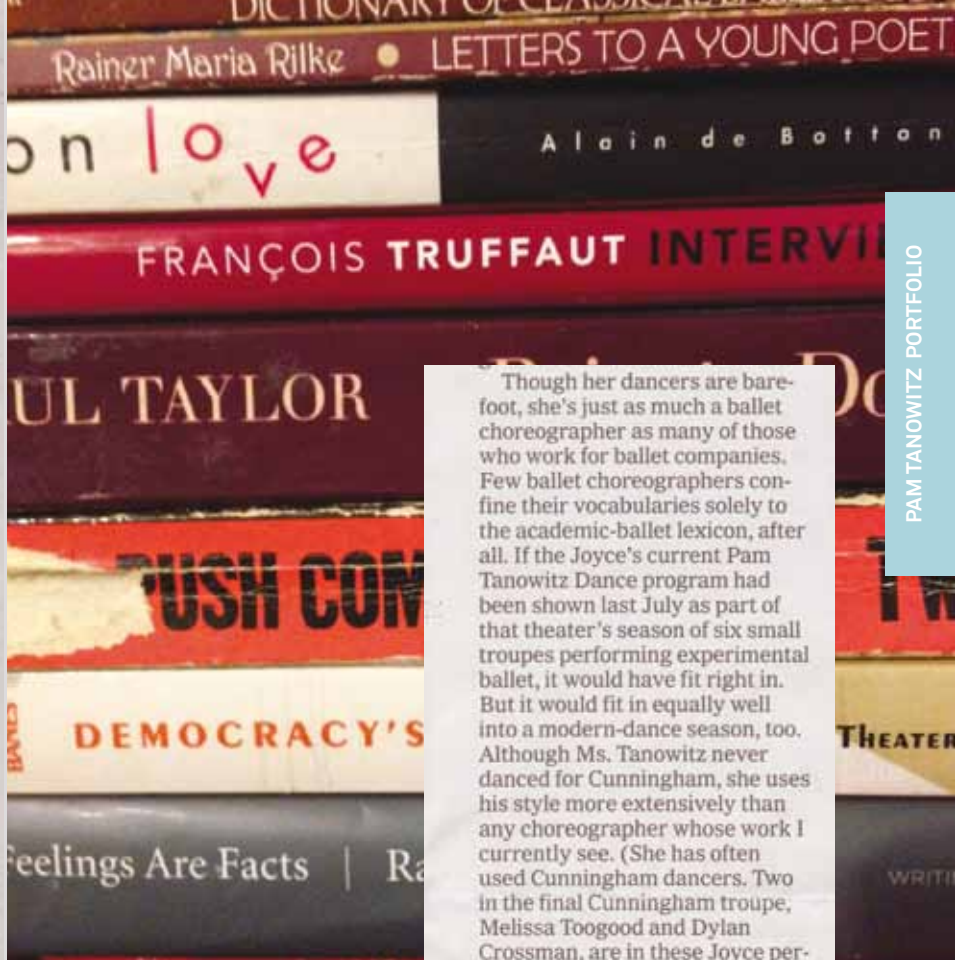 DICTIONARY OF CLASSICAL
Rainer Maria Rilke • LETTERS TO A YOUNG POET
on love Alain de Botton
FRANÇOIS TRUFFAUT
UL TAYLOR
PUSH COM
DEMOCRACY'S
THEATER
Feelings Are Facts |
Though her dancers are bare-
foot, she's just as much a ballet
choreographer as many of those
who work for ballet companies.
Few ballet choreographers con-
fine their vocabularies solely to
the academic-ballet lexicon, after
all. If the Joyce's current Pam
Tanowitz Dance program had
been shown last July as part of
that theater's season of six small
troupes performing experimental
ballet, it would have fit right in.
But it would fit in equally well
into a modern-dance season, too.
Although Ms. Tanowitz never
danced for Cunningham, she uses
his style more extensively than
any choreographer whose work I
currently see. (She has often
used Cunningham dancers. Two
in the final Cunningham troupe,
Melissa Toogood and Dylan
Crossman, are in these Joyce per-
PAM TANOWITZ PORTFOLIO